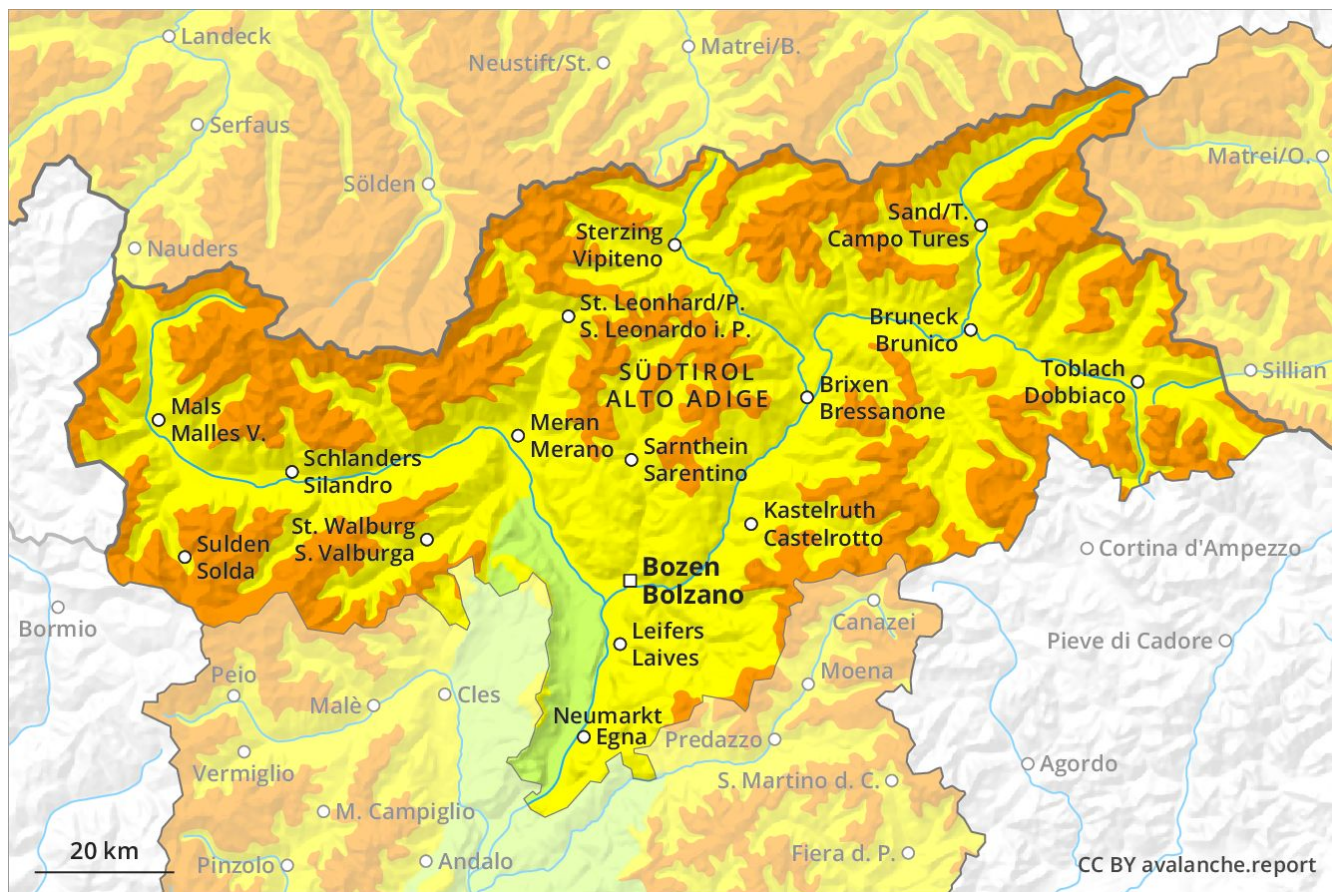 Landeck
Matrei/B.
Neustift/St.
Serfaus
Matrei/O.
Sölden
Sand/T.
Campo Tures
Sterzing
Vipiteno
Nauders
St. Leonhard/P.
S. Leonardo i. P.
Bruneck
Brunico
SÜDTIROL
ALTO ADIGE
Toblach
Dobbiaco
Sillian
Brixen
Bressanone
Mals
Malles V.
Meran
Merano
Sarnthein
Sarentino
Schlanders
Silandro
Kastelruth
Castelrotto
St. Walburg
S. Valburga
Sulden
Solda
Cortina d'Ampezzo
Bozen
Bolzano
Bormio
Canazei
Leifers
Laives
Pieve di Cadore
Peio
Moena
Malè
Cles
Neumarkt
Egna
Predazzo
Vermiglio
Agordo
S. Martino d. C.
M. Campiglio
20 km
Pinzolo
Andalo
Fiera d. P.
CC BY avalanche.report